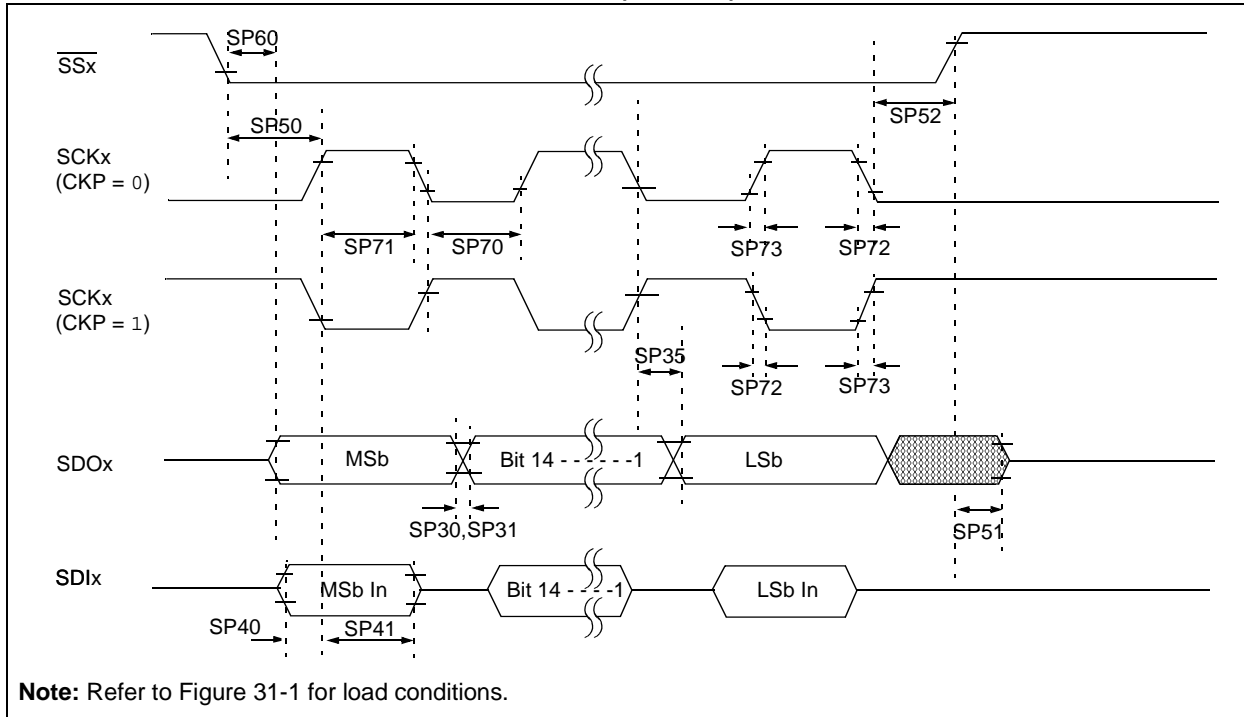 SP60
SSx
SP52
SP50
SCKx
(CKP = 0)
SP71
SP70
SP73
SP72
SCKx
(CKP = 1)
SP35
SP72
SP73
SDOx
MSb
Bit 14 - - - - - -1
LSb
SP30,SP31
SP51
SDIx
MSb In
Bit 14 - - - -1
LSb In
SP40
SP41
Note: Refer to Figure 31-1 for load conditions.